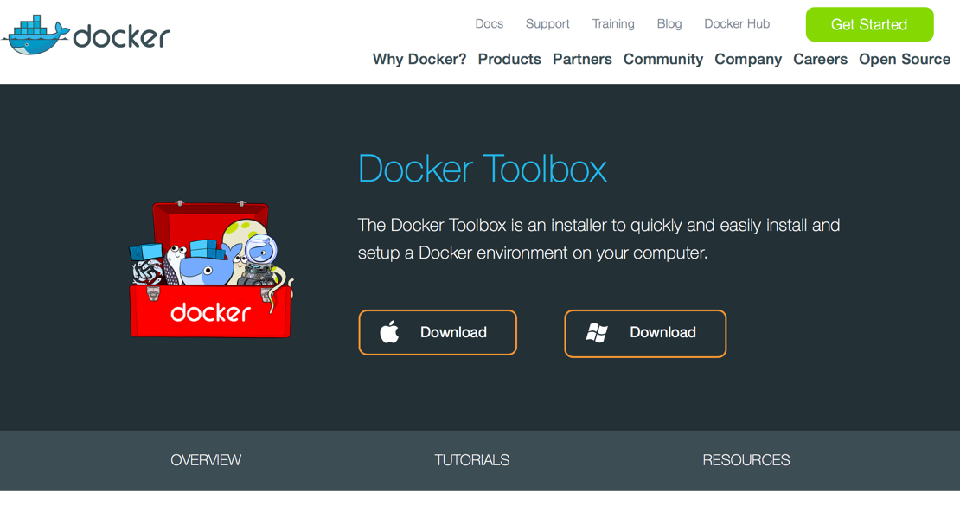 docker
Docs Support Training Blog Docker Hub Get Started
Why Docker? Products Partners Community Company Careers Open Source
Docker Toolbox
The Docker Toolbox is an installer to quickly and easily install and
setup a Docker environment on your computer.
docker
Download Download
OVERVIEW TUTORIALS RESOURCES